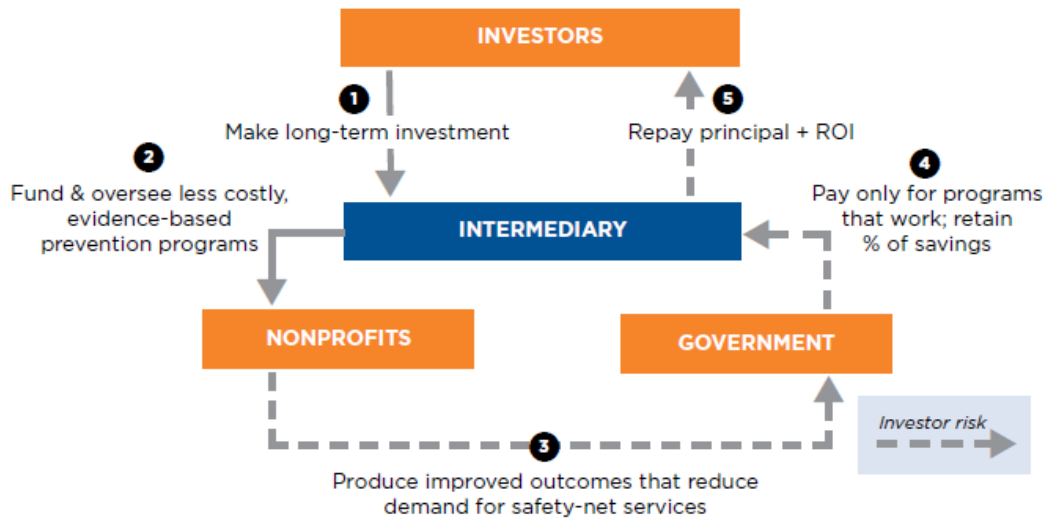 INVESTORS
1
Make long-term investment
5
Repay principal + ROI
2
Fund & oversee less costly,
evidence-based
prevention programs
4
Pay only for programs
that work; retain
% of savings
INTERMEDIARY
NONPROFITS
GOVERNMENT
Investor risk
3
Produce improved outcomes that reduce
demand for safety-net services